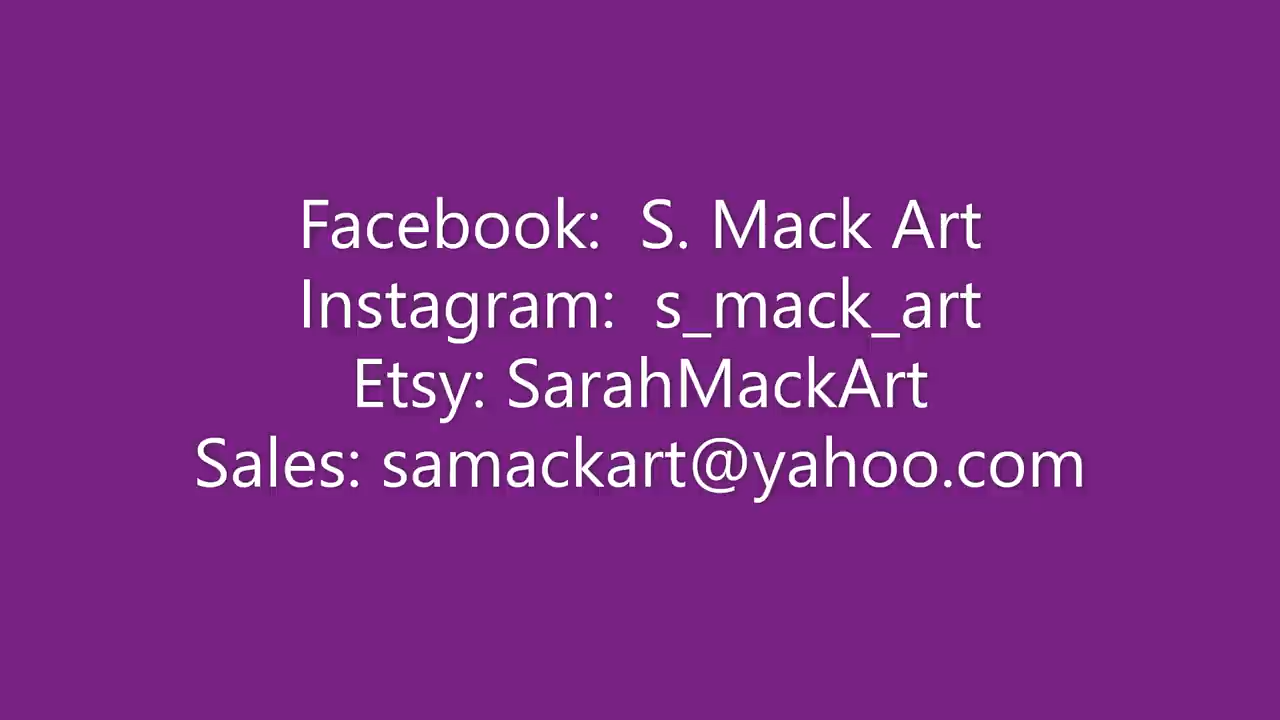 Facebook:  S. Mack Art
Instagram:  s_mack_art
Etsy: SarahMackArt
Sales: samackart@yahoo.com